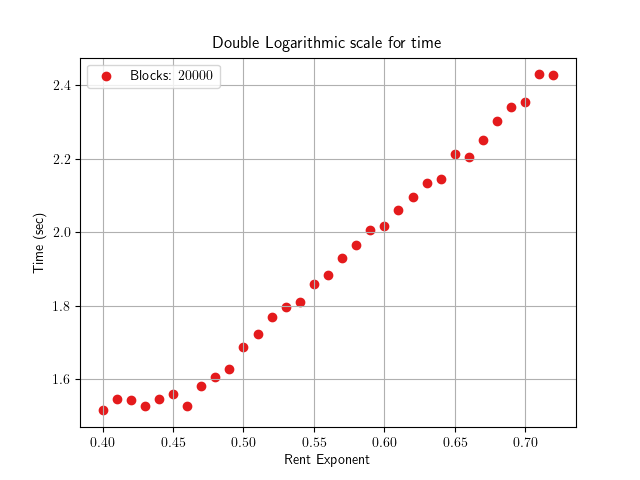 Double Logarithmic scale for time
Blocks: 20000
2.4
2.2
2.0
1.8
1.6
Time (sec)
0.40 0.45 0.50 0.55 0.60 0.65 0.70
Rent Exponent